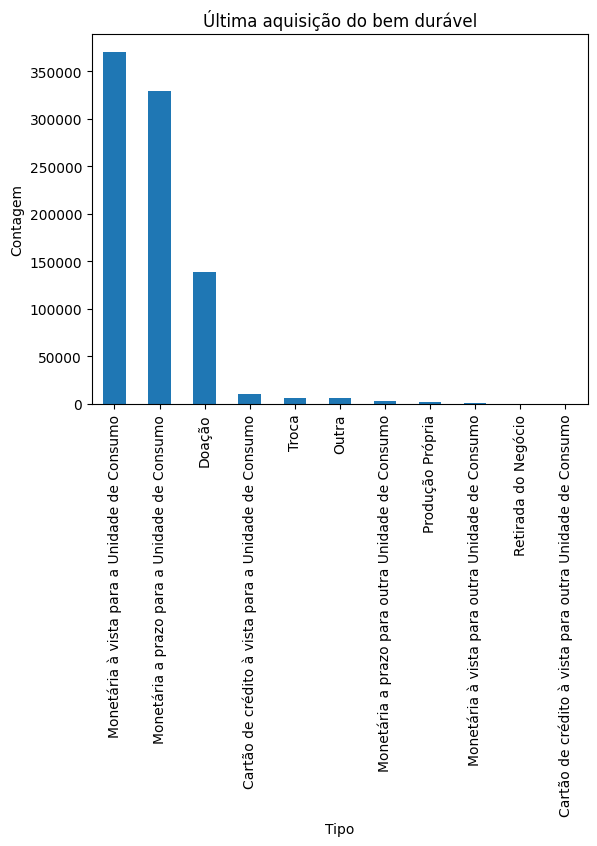 Última aquisição do bem durável
Contagem
350000
300000
250000
200000
150000
100000
50000
0
Monetária à vista para a Unidade de Consumo
Monetária a prazo para a Unidade de Consumo
Doação
Cartão de crédito à vista para a Unidade de Consumo
Troca
Outra
Monetária a prazo para outra Unidade de Consumo
Produção Própria
Monetária à vista para outra Unidade de Consumo
Retirada do Negócio
Cartão de crédito à vista para outra Unidade de Consumo
Tipo